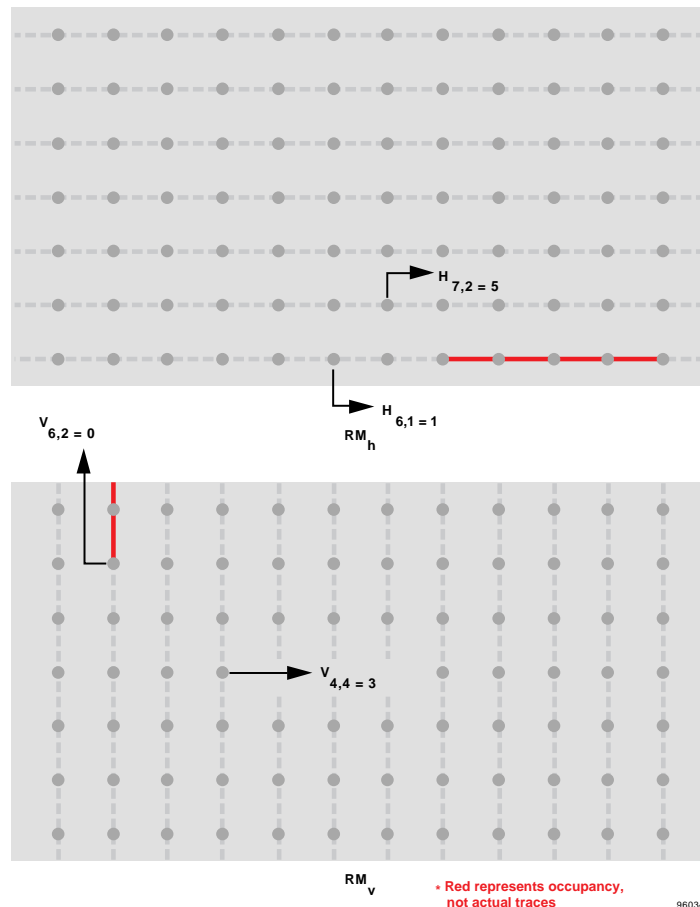 H 7,2 = 5
H 6,1 = 1
RM h
V 6,2 = 0
V 4,4 = 3
RM v
* Red represents occupancy,
not actual traces